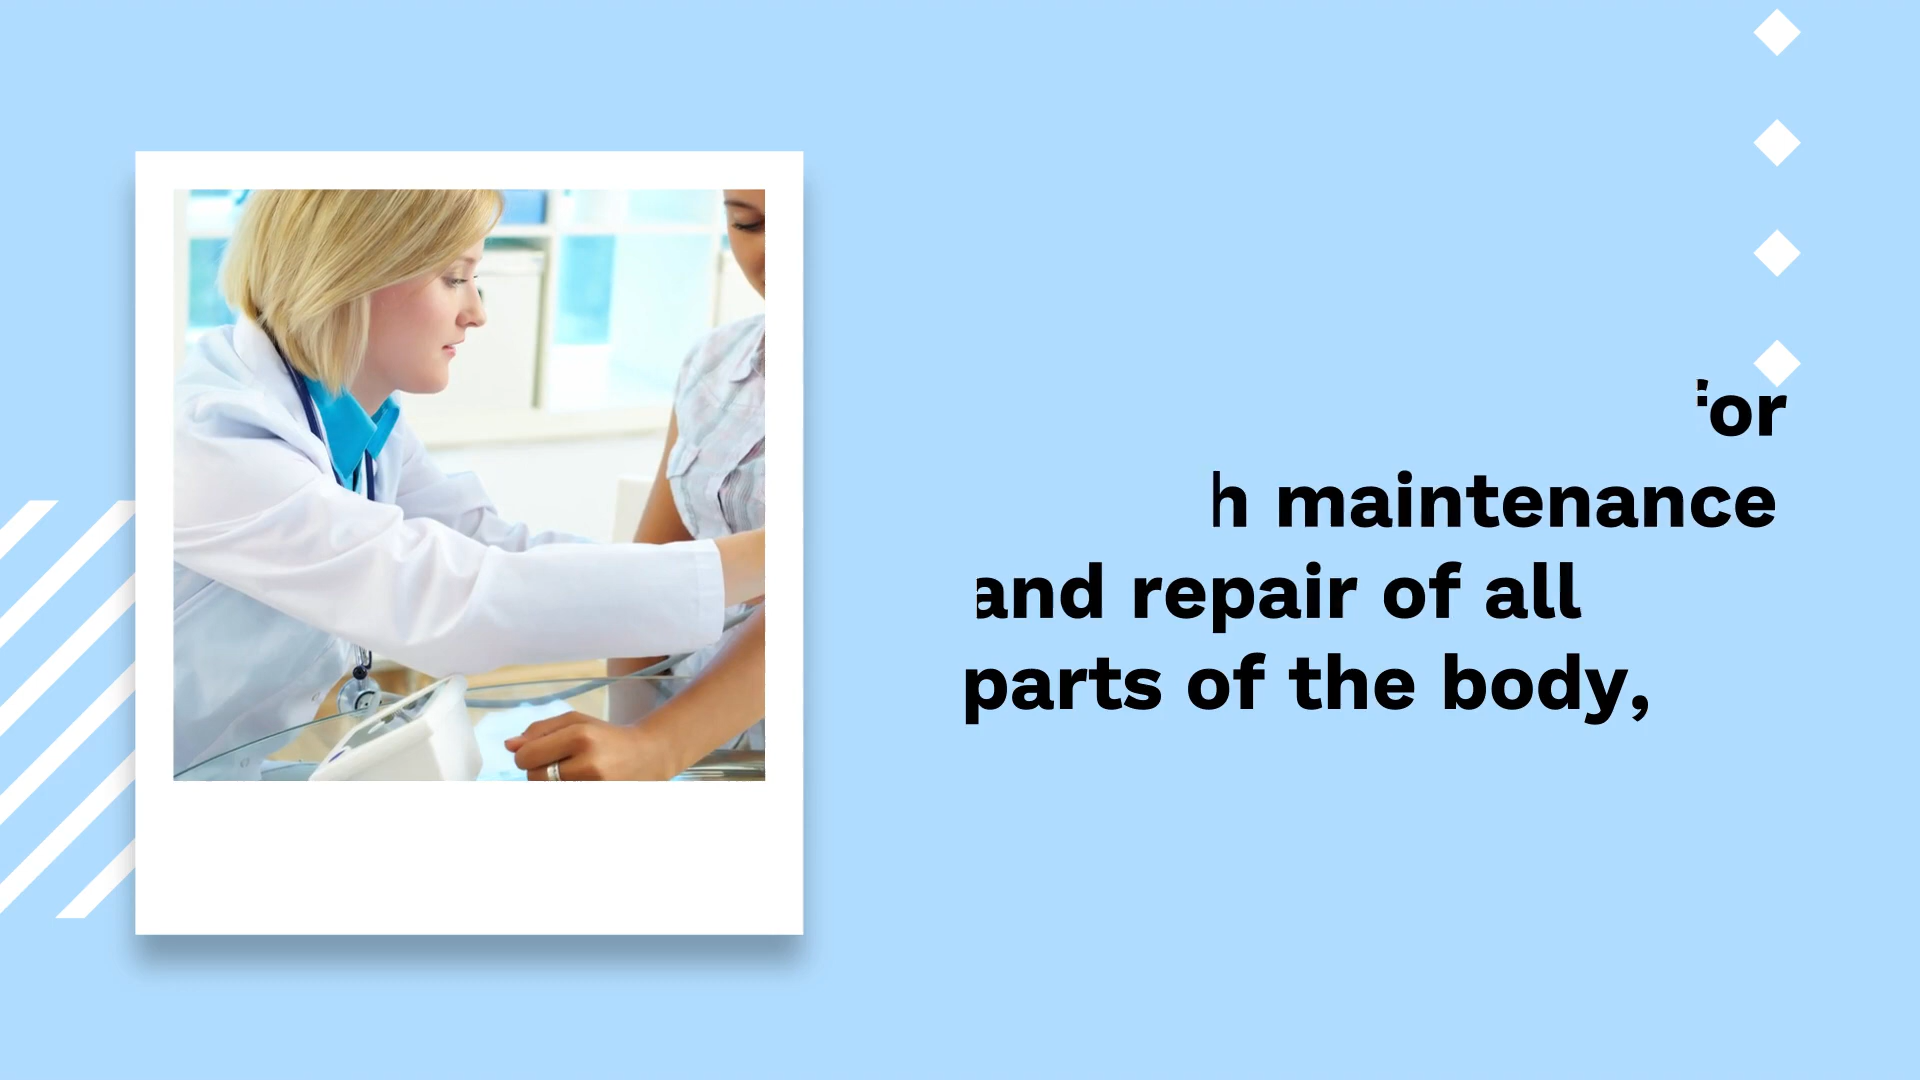 or
h maintenance
and repair of all
parts of the body,